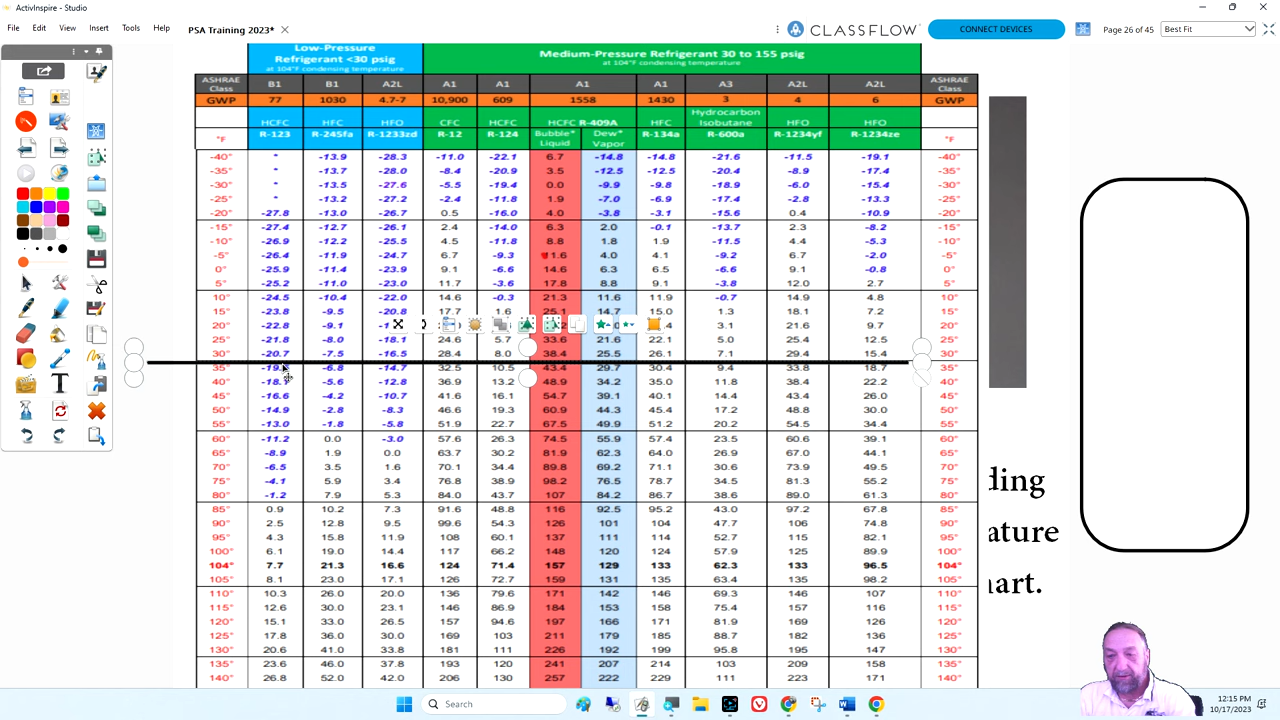 ActivInspire - Studio
File Edit View Insert Tools Help PSA Training 2023* CLASSFLOW CONNECT DEVICES Page 26 of 45 Best Fit
Low-Pressure
Refrigerant <30 psig
at 104°F condensing temperature
Medium-Pressure Refrigerant 30 to 155 psig
at 104°F condensing temperature
ASHRAE Class B1 B1 A2L A1 A1 A1 A1 A3 A2L A2L ASHRAE Class
GWP 77 1030 4.7-7 10,900 609 1558 1430 3 4 6 GWP
HCFC HFC HFO CFC HCFC HCFC R-409A HFC Hydrocarbon Isobutane HFO HFO
°F R-123 R-245fa R-1233zd R-12 R-124 Bubble* Liquid Dew* Vapor R-134a R-600a R-1234yf R-1234ze °F
-40° * -13.9 -28.3 -11.0 -22.1 6.7 -14.8 -14.8 -21.6 -11.5 -19.1 -40°
-35° * -13.7 -28.0 -8.4 -20.9 3.5 -12.5 -12.5 -20.4 -8.9 -17.4 -35°
-30° * -13.5 -27.6 -5.5 -19.4 0.0 -9.9 -9.8 -18.9 -6.0 -15.4 -30°
-25° * -13.2 -27.2 -2.4 -11.8 1.9 -7.0 -6.9 -17.4 -2.8 -13.3 -25°
-20° -27.8 -13.0 -26.7 0.5 -16.0 4.0 -3.8 -3.1 -15.6 0.4 -10.9 -20°
-15° -27.4 -12.7 -26.1 2.4 -14.0 6.3 2.0 -0.1 -13.7 2.3 -8.2 -15°
-10° -26.9 -12.2 -25.5 4.5 -11.8 8.8 1.8 1.9 -11.5 4.4 -5.3 -10°
-5° -26.4 -11.9 -24.7 6.7 -9.3 1.6 4.0 4.1 -9.2 6.7 -2.0 -5°
0° -25.9 -11.4 -23.9 9.1 -6.6 14.6 6.3 6.5 -6.6 9.1 -0.8 0°
5° -25.2 -11.0 -23.0 11.7 -3.6 17.8 8.8 9.1 -3.8 12.0 2.7 5°
10° -24.5 -10.4 -22.0 14.6 -0.3 21.3 11.6 11.9 -0.7 14.9 4.8 10°
15° -23.8 -9.5 -20.8 17.7 1.6 25.1 14.7 15.0 1.3 18.1 7.2 15°
20° -22.8 -9.1 3.1 21.6 9.7 20°
25° -21.8 -8.0 -18.1 24.6 5.7 33.6 21.6 22.1 5.0 25.3 12.5 25°
30° -20.7 -7.5 -16.5 28.4 8.0 38.4 25.5 26.1 7.1 29.4 15.4 30°
35° -6.8 -14.7 32.5 10.5 43.4 29.7 30.4 9.4 33.8 18.7 35°
40° -5.6 -12.8 36.9 13.2 48.9 34.2 35.0 11.8 38.4 22.2 40°
45° -16.6 -4.2 -10.7 41.6 16.1 54.7 39.1 40.1 14.4 43.4 26.0 45°
50° -14.9 -2.8 -8.3 46.6 19.3 60.9 44.3 45.4 17.2 48.8 30.0 50°
55° -13.0 -1.8 -5.8 51.9 22.7 67.5 49.9 51.2 20.2 54.5 34.4 55°
60° -11.2 0.0 -3.0 57.6 26.3 74.5 55.9 57.4 23.5 60.6 39.1 60°
65° -8.9 1.9 0.0 63.7 30.2 81.9 62.3 64.0 26.9 67.0 44.1 65°
70° -6.5 3.5 1.6 70.1 34.4 89.8 69.2 71.1 30.6 73.9 49.5 70°
75° -4.1 5.9 3.4 76.8 38.9 98.2 76.5 78.7 34.5 81.3 55.2 75°
80° -1.2 7.9 5.3 84.0 43.7 107 84.2 86.7 38.6 89.0 61.3 80°
85° 0.9 10.2 7.3 91.6 48.8 116 92.5 95.2 43.0 97.2 67.8 85°
90° 2.5 12.8 9.5 99.6 54.3 126 101 104 47.7 106 74.8 90°
95° 4.3 15.8 11.9 108 60.1 137 111 114 52.7 115 82.1 95°
100° 6.1 19.0 14.4 117 66.2 148 120 124 57.9 125 89.9 100°
104° 7.7 21.3 16.6 124 71.4 157 129 133 62.3 133 96.5 104°
105° 8.1 23.0 17.1 126 72.7 159 131 135 63.4 135 98.2 105°
110° 10.3 26.0 20.0 136 79.6 171 142 146 69.3 146 107 110°
115° 12.6 30.0 23.1 146 86.9 184 153 158 75.4 157 116 115°
120° 15.1 33.0 26.5 157 94.6 197 166 171 81.9 169 126 120°
125° 17.8 36.0 30.0 169 103 211 179 185 88.7 182 136 125°
130° 20.6 41.0 33.8 181 111 226 192 199 95.8 195 147 130°
135° 23.6 46.0 37.8 193 120 241 207 214 103 209 158 135°
140° 26.8 52.0 42.0 206 130 257 222 229 111 223 171 140°
ding
ature
art.
Search
12:15 PM
10/17/2023